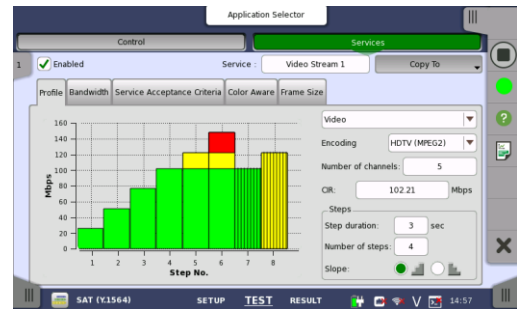 Application Selector
Control Services
1 Enabled Service : Video Stream 1 Copy To
Profile Bandwidth Service Acceptance Criteria Color Aware Frame Size
Video
Encoding HDTV (MPEG2)
Number of channels: 5
CIR: 102.21 Mbps
Steps
Step duration: 3 sec
Number of steps: 4
Slope:
Mbps
160
140
120
100
80
60
40
20
0
1 2 3 4 5 6 7 8
Step No.
SAT (Y.1564) SETUP TEST RESULT V 14:57